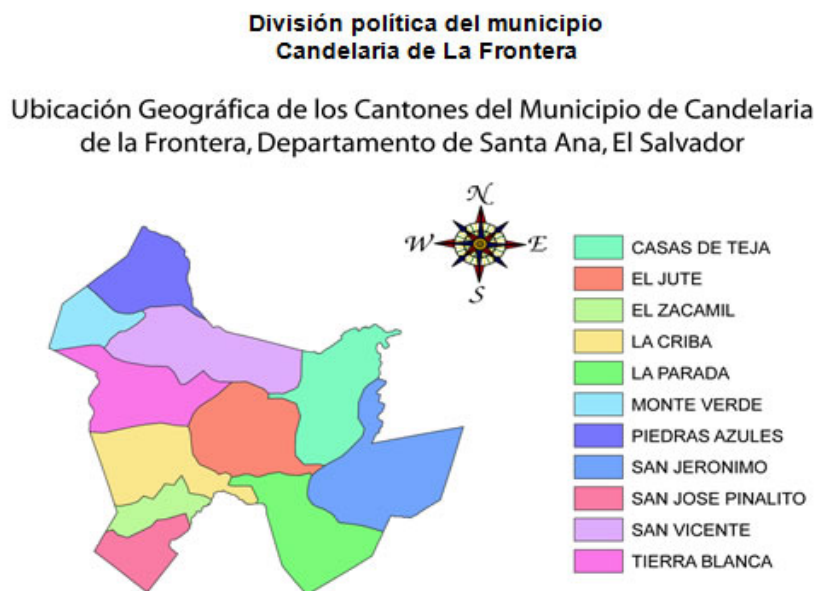 División política del municipio
Candelaria de La Frontera
Ubicación Geográfica de los Cantones del Municipio de Candelaria
de la Frontera, Departamento de Santa Ana, El Salvador
N
W
E
S
CASAS DE TEJA
EL JUTE
EL ZACAMIL
LA CRIBA
LA PARADA
MONTE VERDE
PIEDRAS AZULES
SAN JERONIMO
SAN JOSE PINALITO
SAN VICENTE
TIERRA BLANCA